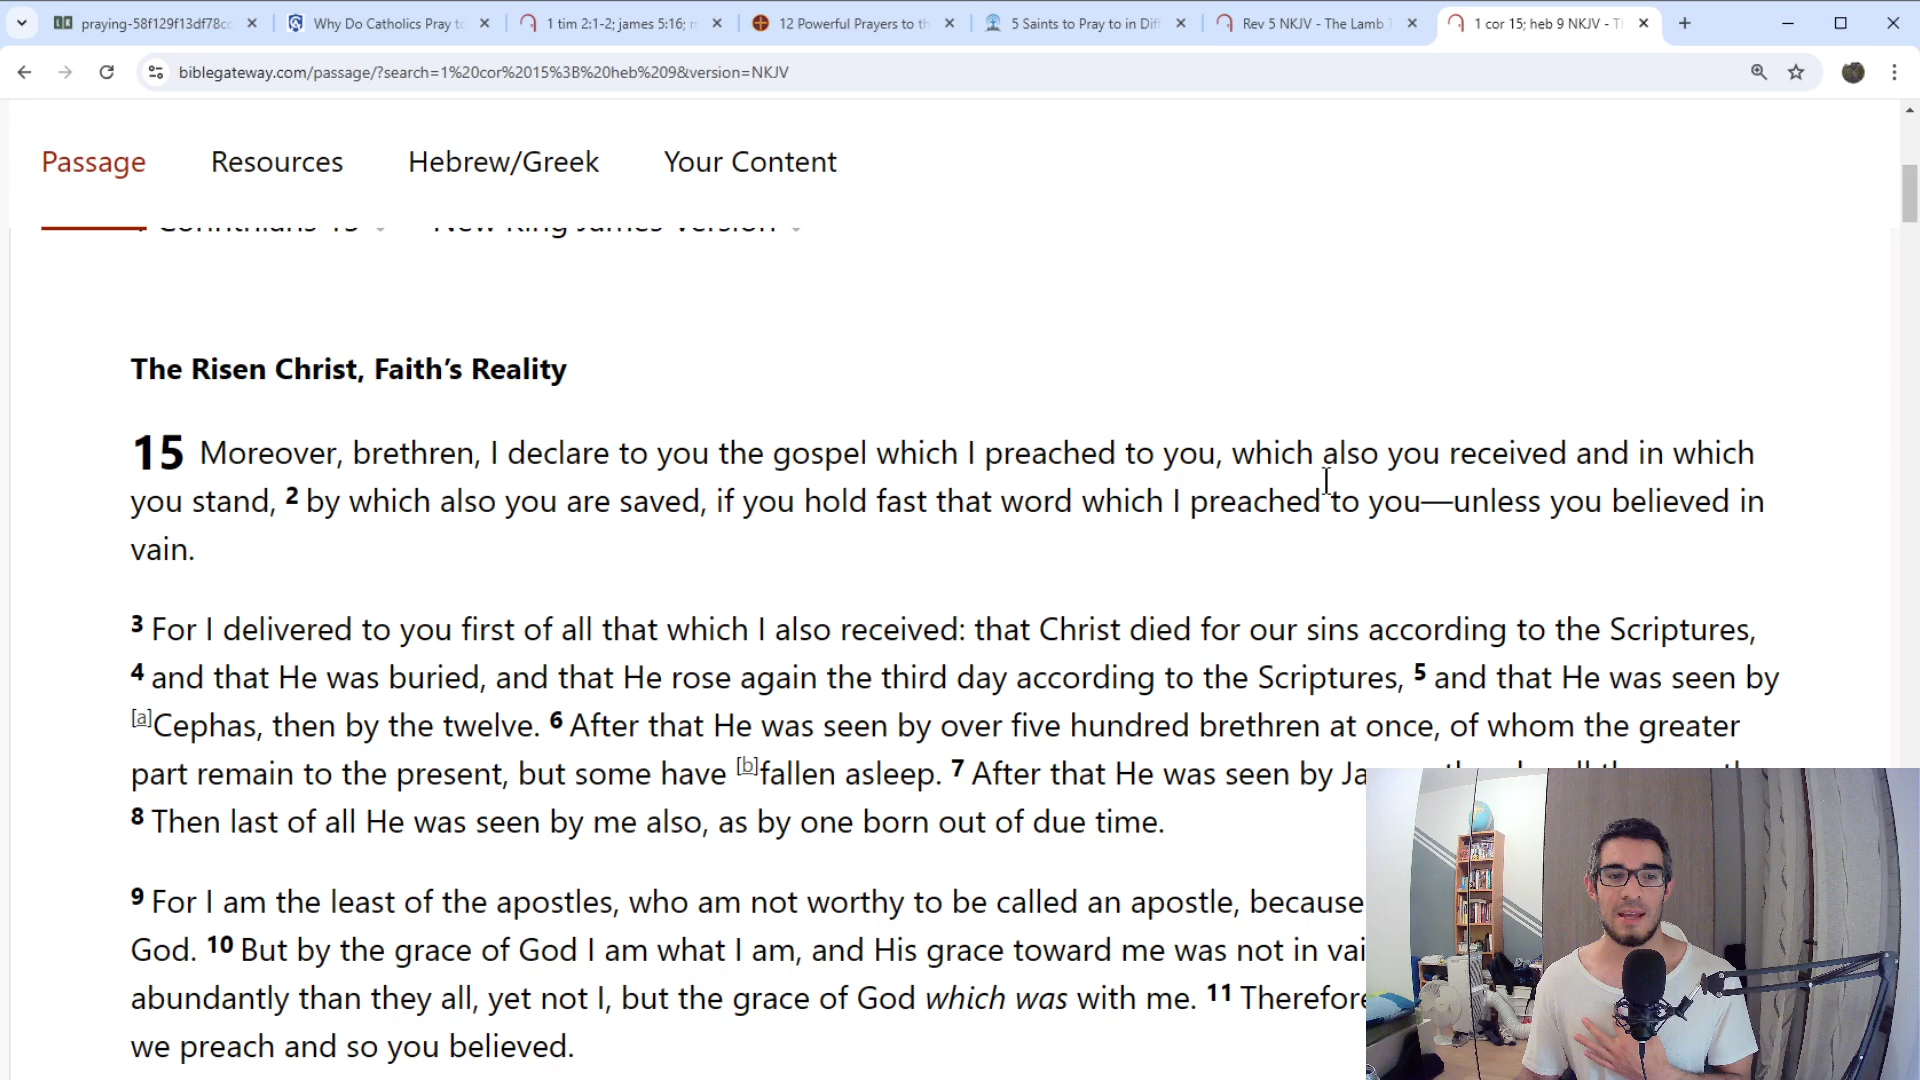 praying-58f129f13df78cc
Why Do Catholics Pray to
1 tim 2:1-2; james 5:16;
12 Powerful Prayers to th
5 Saints to Pray to in Diff
Rev 5 NKJV - The Lamb T
1 cor 15; heb 9 NKJV - Th
biblegateway.com/passage/?search=1%20cor%2015%3B%20heb%209&version=NKJV
Passage Resources Hebrew/Greek Your Content
1 Corinthians 15 New King James Version
The Risen Christ, Faith’s Reality
15 Moreover, brethren, I declare to you the gospel which I preached to you, which also you received and in which
you stand, 2 by which also you are saved, if you hold fast that word which I preached to you—unless you believed in
vain.
3 For I delivered to you first of all that which I also received: that Christ died for our sins according to the Scriptures,
4 and that He was buried, and that He rose again the third day according to the Scriptures, 5 and that He was seen by
[a]Cephas, then by the twelve. 6 After that He was seen by over five hundred brethren at once, of whom the greater
part remain to the present, but some have [b]fallen asleep. 7 After that He was seen by Ja
8 Then last of all He was seen by me also, as by one born out of due time.
9 For I am the least of the apostles, who am not worthy to be called an apostle, because
God. 10 But by the grace of God I am what I am, and His grace toward me was not in vai
abundantly than they all, yet not I, but the grace of God which was with me. 11 Therefore
we preach and so you believed.